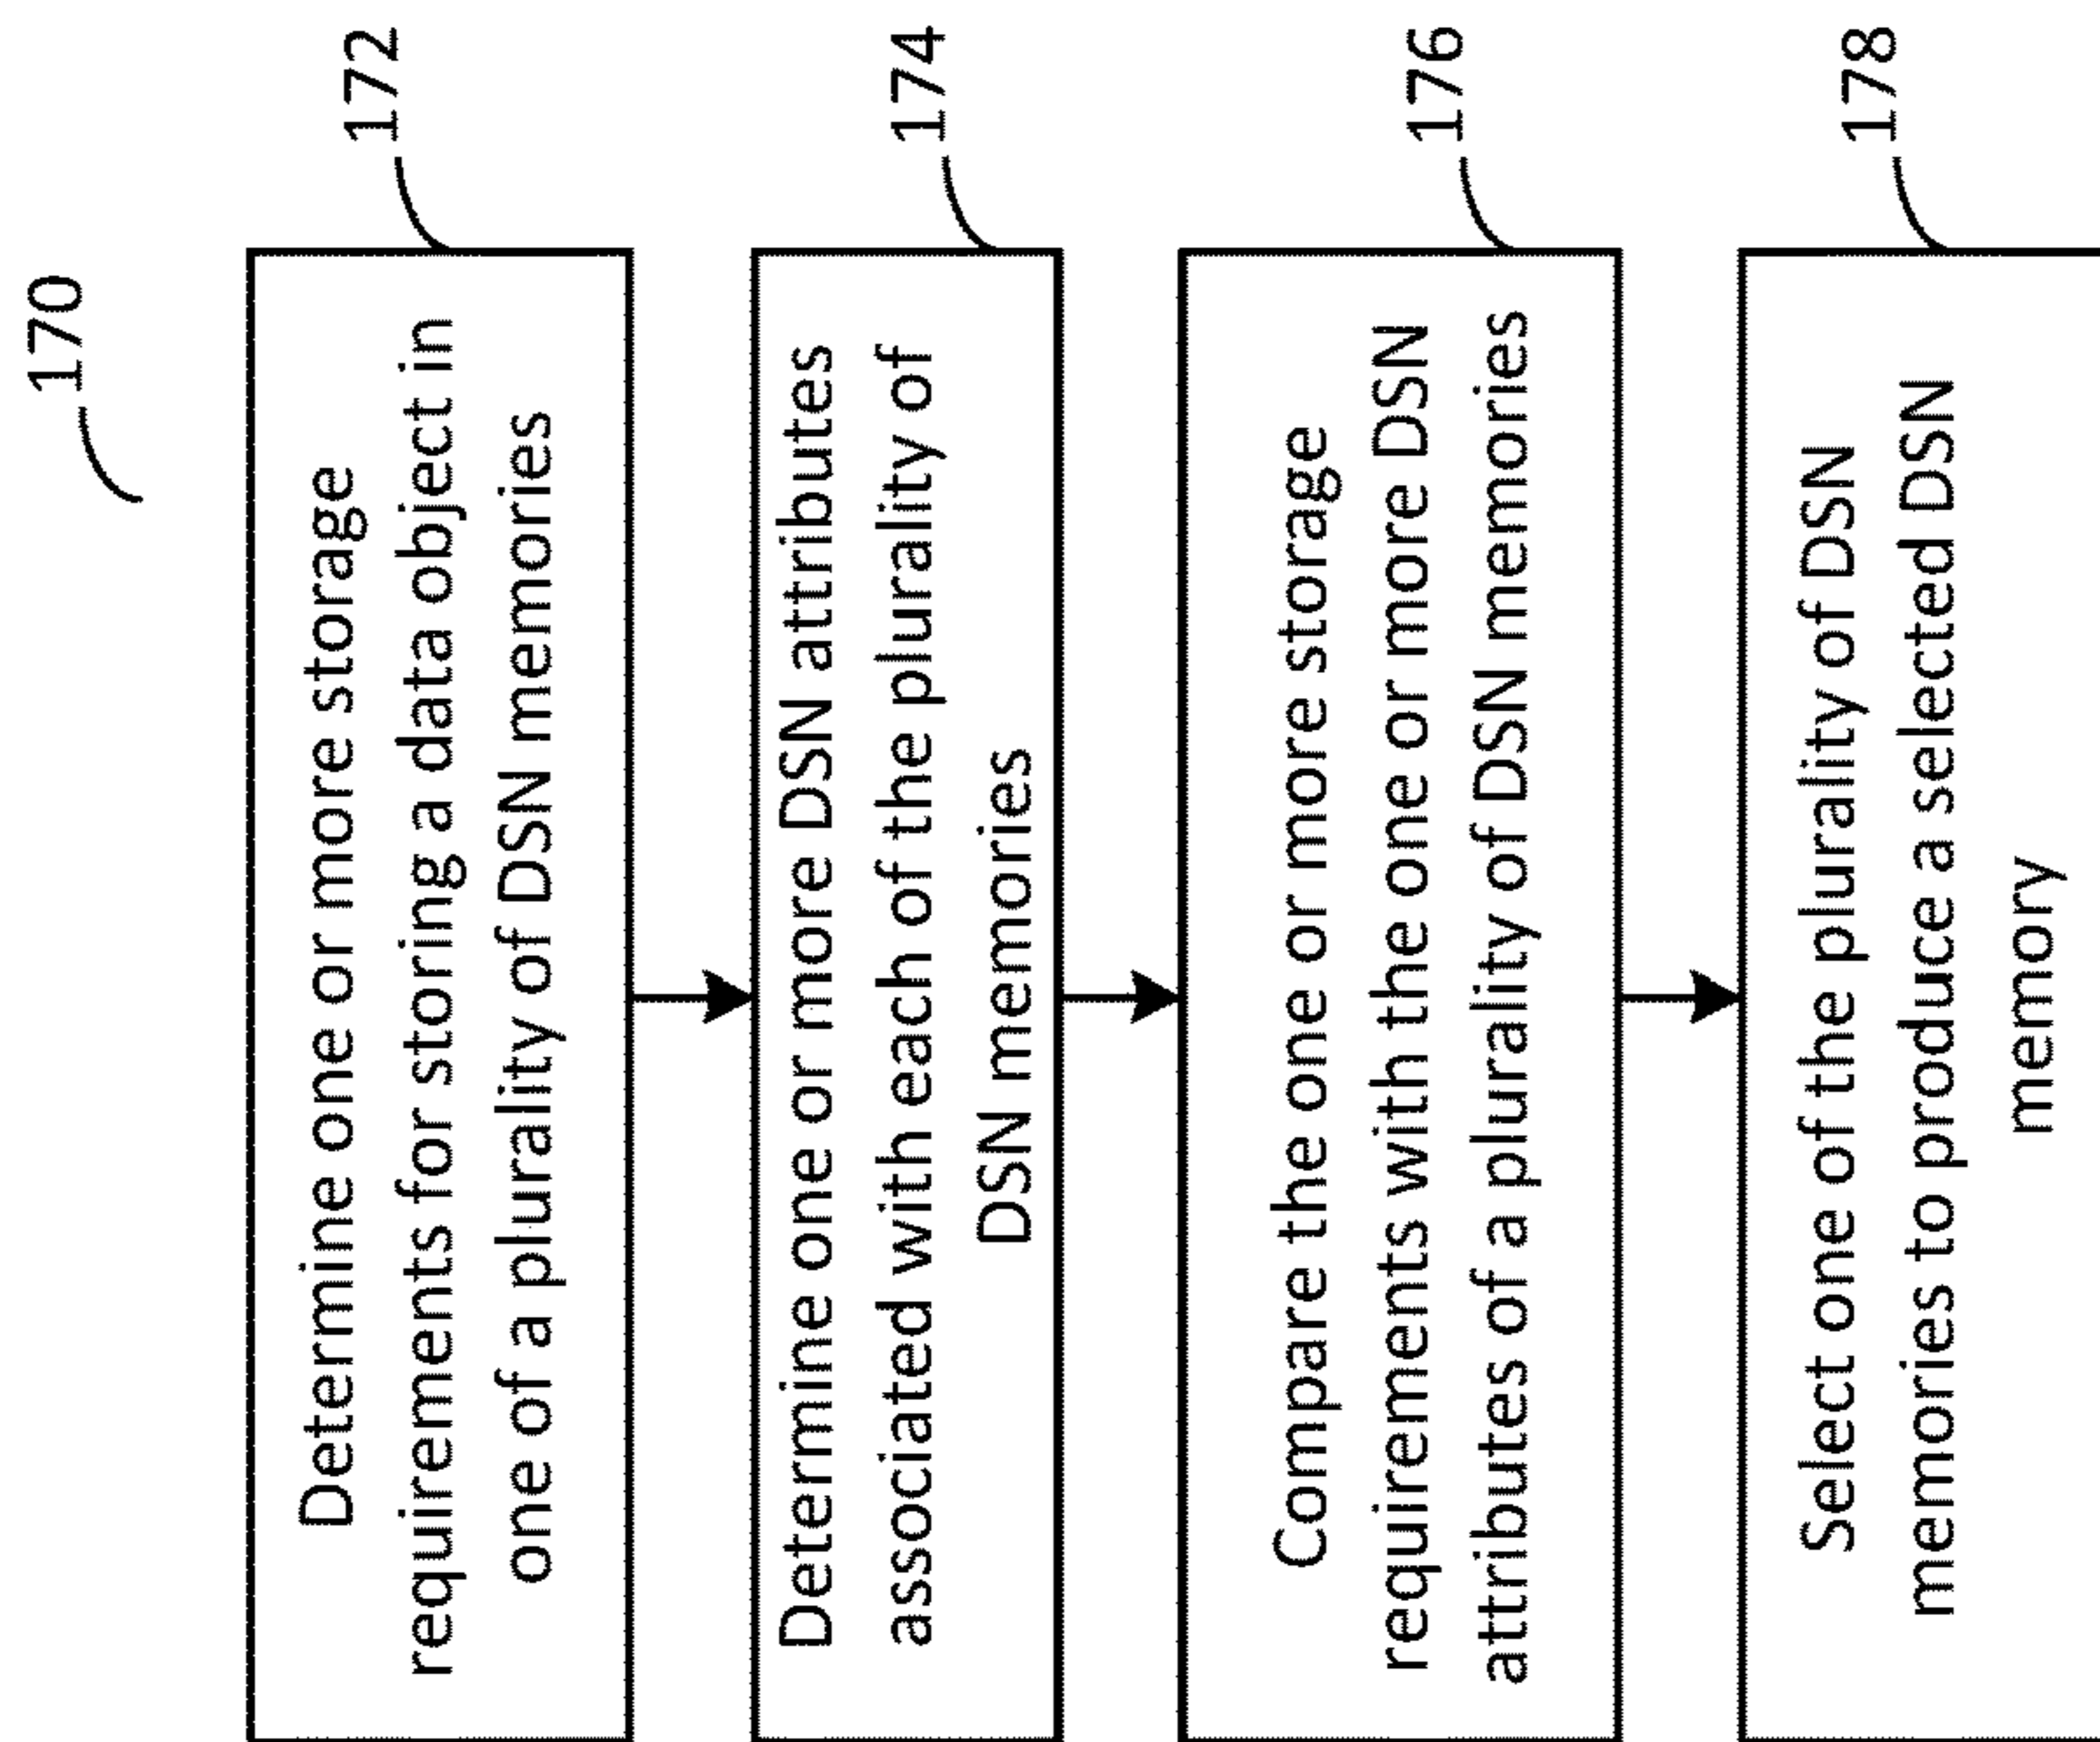 170
172
Determine one or more storage
requirements for storing a data object in
one of a plurality of DSN memories
174
Determine one or more DSN attributes
associated with each of the plurality of
DSN memories
176
Compare the one or more storage
requirements with the one or more DSN
attributes of a plurality of DSN memories
178
Select one of the plurality of DSN
memories to produce a selected DSN
memory